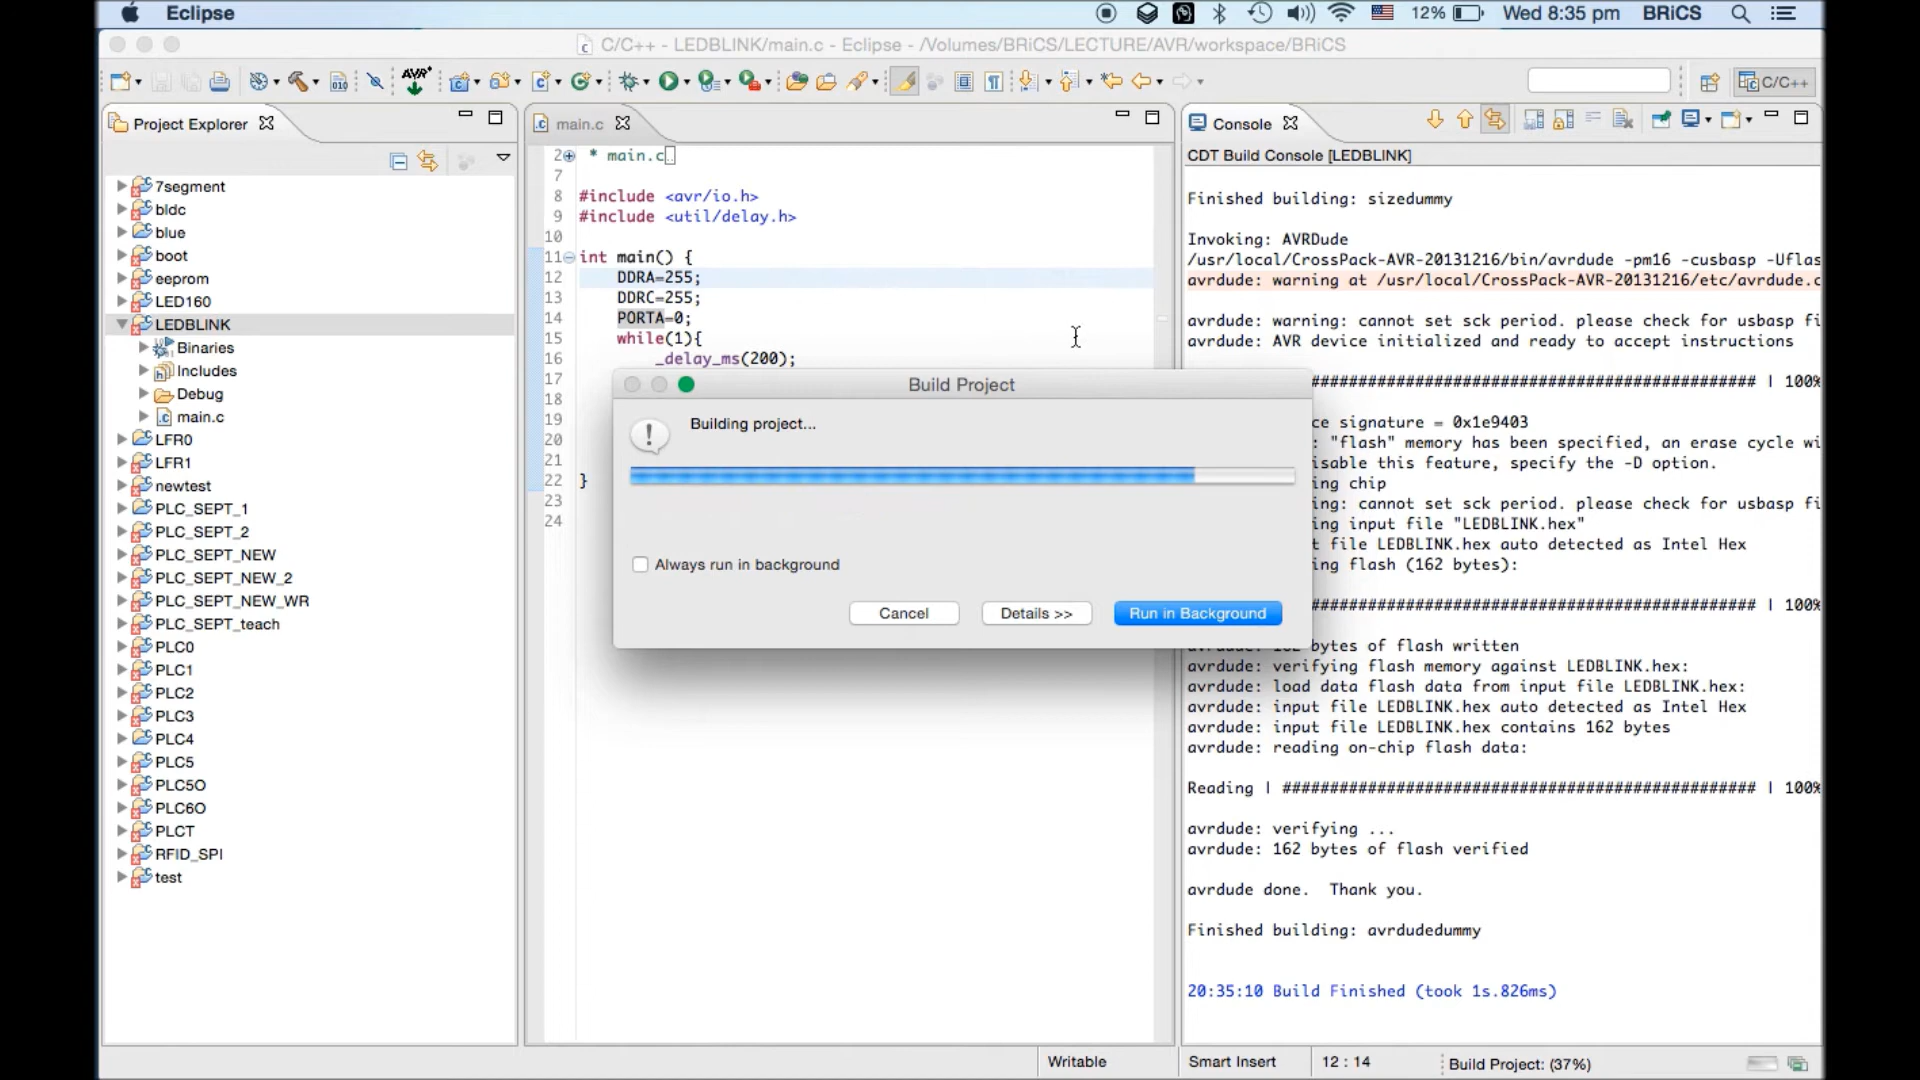 Eclipse
12%
Wed 8:35 pm
BRiCS
C/C++ - LEDBLINK/main.c - Eclipse - /Volumes/BRiCS/LECTURE/AVR/workspace/BRiCS
AVR
010
C/C++
Project Explorer
7segment
bldc
blue
boot
eeprom
LED160
LEDBLINK
Binaries
Includes
Debug
main.c
LFR0
LFR1
newtest
PLC_SEPT_1
PLC_SEPT_2
PLC_SEPT_NEW
PLC_SEPT_NEW_2
PLC_SEPT_NEW_WR
PLC_SEPT_teach
PLC0
PLC1
PLC2
PLC3
PLC4
PLC5
PLC5O
PLC6O
PLCT
RFID_SPI
test
main.c
2 * main.c
7
8 #include <avr/io.h>
9 #include <util/delay.h>
10
11 int main() {
12 DDRA=255;
13 DDRC=255;
14 PORTA=0;
15 while(1){
16 _delay_ms(200);
17
18
19
20
21
22 }
23
24
Build Project
Building project...
Always run in background
Cancel
Details >>
Run in Background
Console
CDT Build Console [LEDBLINK]
Finished building: sizedummy
Invoking: AVRDude
/usr/local/CrossPack-AVR-20131216/bin/avrdude -pm16 -cusbasp -Uflas
avrdude: warning at /usr/local/CrossPack-AVR-20131216/etc/avrdude.c
avrdude: warning: cannot set sck period. please check for usbasp fi
avrdude: AVR device initialized and ready to accept instructions
################################################## | 100%
ce signature = 0x1e9403
: "flash" memory has been specified, an erase cycle wi
isable this feature, specify the -D option.
ing chip
ing: cannot set sck period. please check for usbasp fi
ing input file "LEDBLINK.hex"
t file LEDBLINK.hex auto detected as Intel Hex
ing flash (162 bytes):
################################################## | 100%
bytes of flash written
avrdude: verifying flash memory against LEDBLINK.hex:
avrdude: load data flash data from input file LEDBLINK.hex:
avrdude: input file LEDBLINK.hex auto detected as Intel Hex
avrdude: input file LEDBLINK.hex contains 162 bytes
avrdude: reading on-chip flash data:
Reading | ################################################## | 100%
avrdude: verifying ...
avrdude: 162 bytes of flash verified
avrdude done.  Thank you.
Finished building: avrdudedummy
20:35:10 Build Finished (took 1s.826ms)
Writable
Smart Insert
12 : 14
Build Project: (37%)